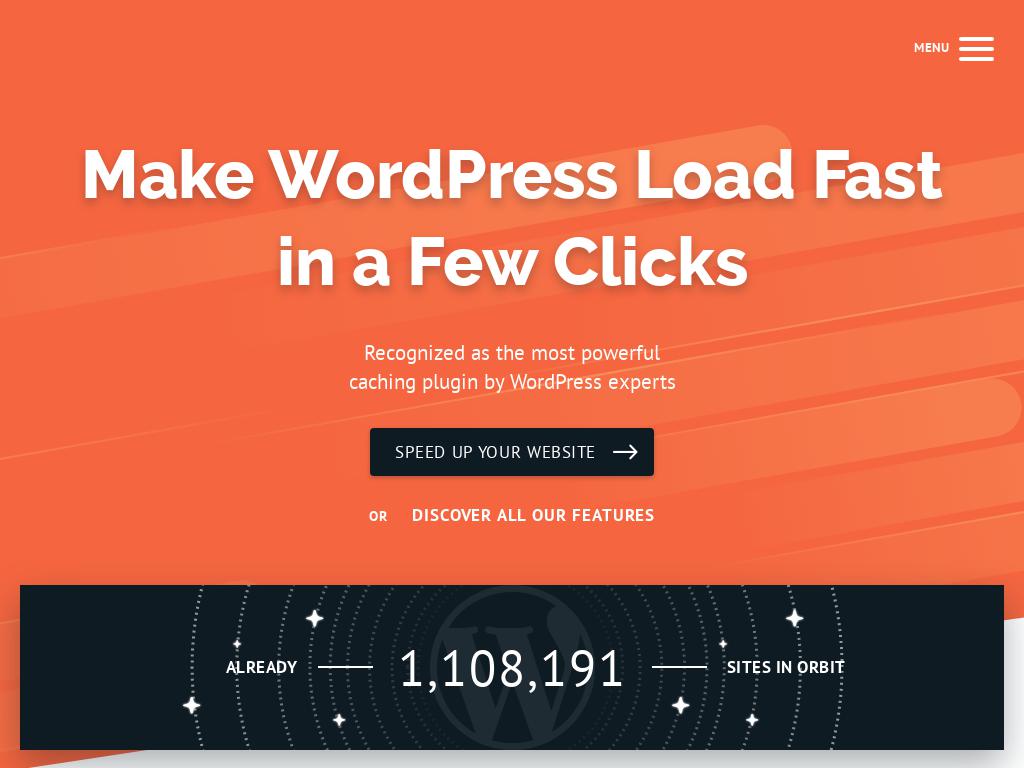 MENU
Make WordPress Load Fast
in a Few Clicks
Recognized as the most powerful
caching plugin by WordPress experts
SPEED UP YOUR WEBSITE
OR DISCOVER ALL OUR FEATURES
ALREADY 1,108,191 SITES IN ORBIT